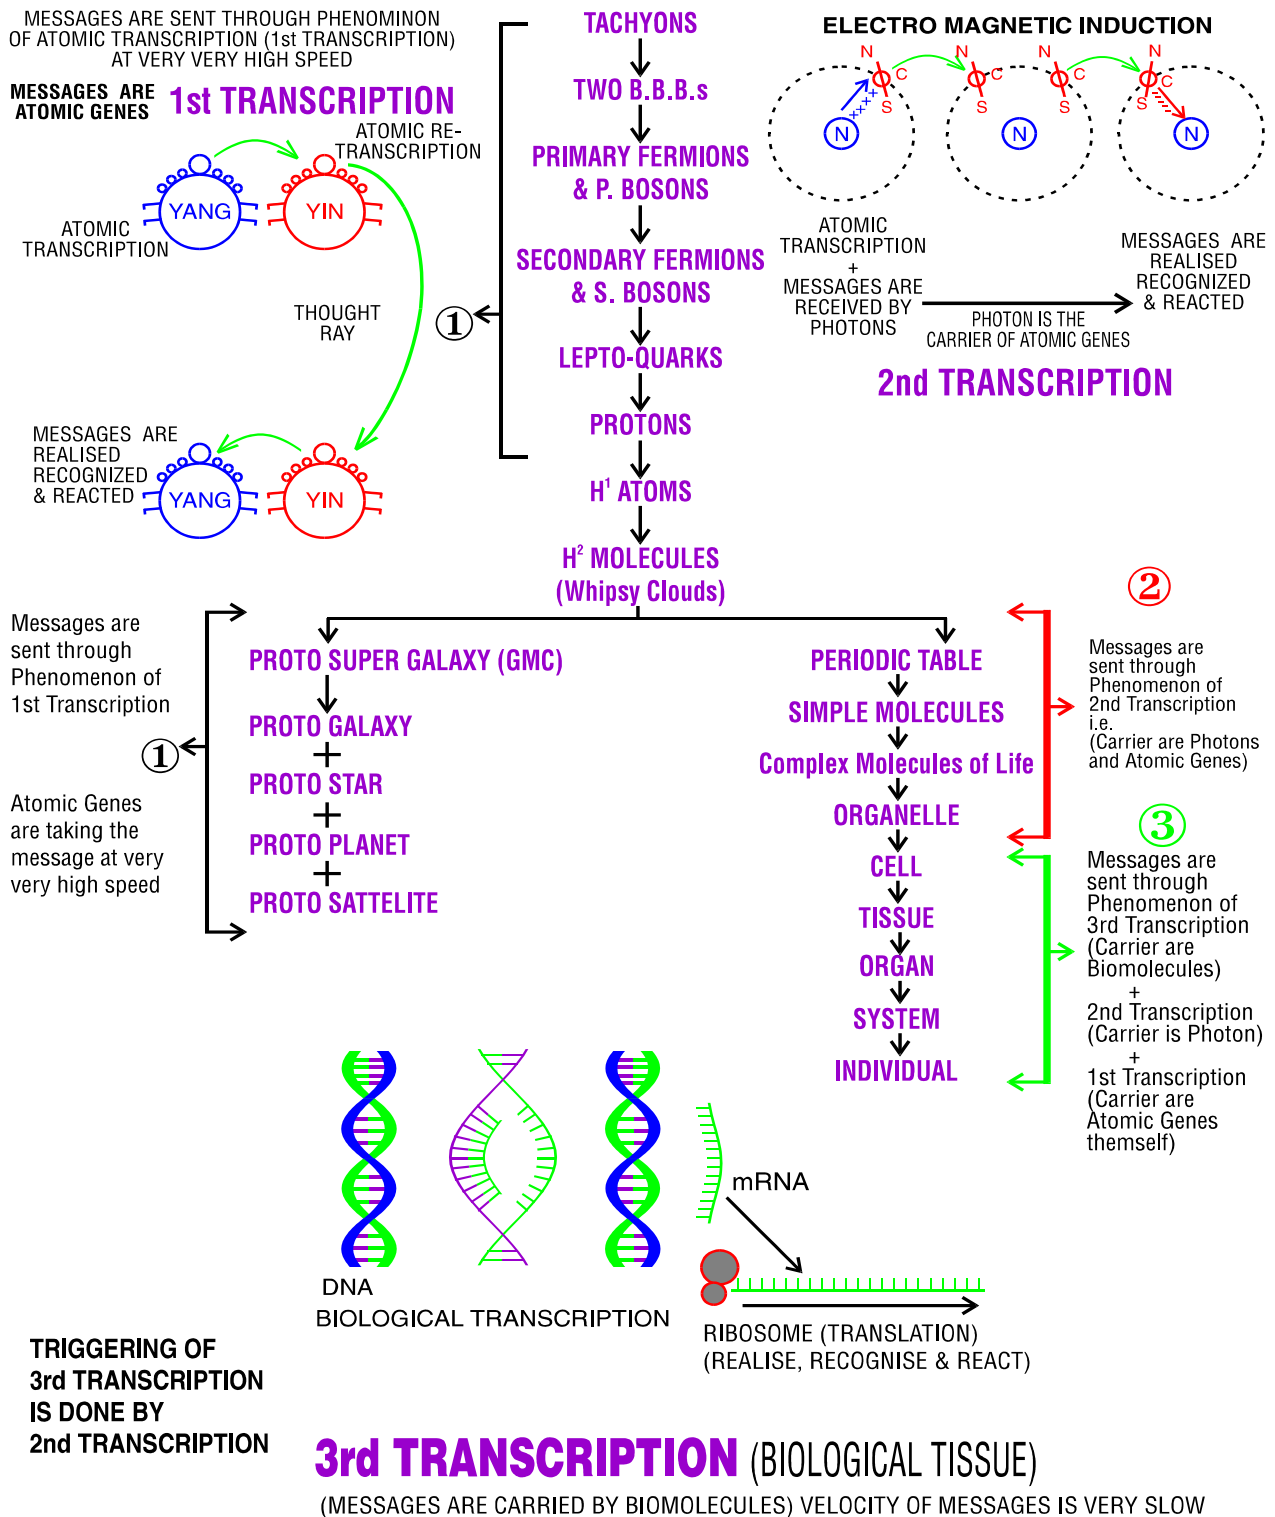 MESSAGES ARE SENT THROUGH PHENOMINON
OF ATOMIC TRANSCRIPTION (1st TRANSCRIPTION)
AT VERY VERY HIGH SPEED
MESSAGES ARE
ATOMIC GENES
1st TRANSCRIPTION
ATOMIC RE-
TRANSCRIPTION
YANG
YIN
ATOMIC
TRANSCRIPTION
THOUGHT
RAY
1
MESSAGES ARE
REALISED
RECOGNIZED
& REACTED
YANG
YIN
TACHYONS
TWO B.B.B.s
PRIMARY FERMIONS
& P. BOSONS
SECONDARY FERMIONS
& S. BOSONS
LEPTO-QUARKS
PROTONS
H¹ ATOMS
H² MOLECULES
(Whipsy Clouds)
ELECTRO MAGNETIC INDUCTION
N
C
S
N
N
C
S
N
N
C
S
N
C
S
N
ATOMIC
TRANSCRIPTION
+
MESSAGES ARE
RECEIVED BY
PHOTONS
PHOTON IS THE
CARRIER OF ATOMIC GENES
MESSAGES ARE
REALISED
RECOGNIZED
& REACTED
2nd TRANSCRIPTION
Messages are
sent through
Phenomenon of
1st Transcription
1
Atomic Genes
are taking the
message at very
very high speed
PROTO SUPER GALAXY (GMC)
PROTO GALAXY
+
PROTO STAR
+
PROTO PLANET
+
PROTO SATTELITE
PERIODIC TABLE
SIMPLE MOLECULES
Complex Molecules of Life
ORGANELLE
CELL
TISSUE
ORGAN
SYSTEM
INDIVIDUAL
2
Messages are
sent through
Phenomenon of
2nd Transcription
i.e.
(Carrier are Photons
and Atomic Genes)
3
Messages are
sent through
Phenomenon of
3rd Transcription
(Carrier are
Biomolecules)
+
2nd Transcription
(Carrier is Photon)
+
1st Transcription
(Carrier are
Atomic Genes
themself)
mRNA
DNA
BIOLOGICAL TRANSCRIPTION
RIBOSOME (TRANSLATION)
(REALISE, RECOGNISE & REACT)
TRIGGERING OF
3rd TRANSCRIPTION
IS DONE BY
2nd TRANSCRIPTION
3rd TRANSCRIPTION (BIOLOGICAL TISSUE)
(MESSAGES ARE CARRIED BY BIOMOLECULES) VELOCITY OF MESSAGES IS VERY SLOW